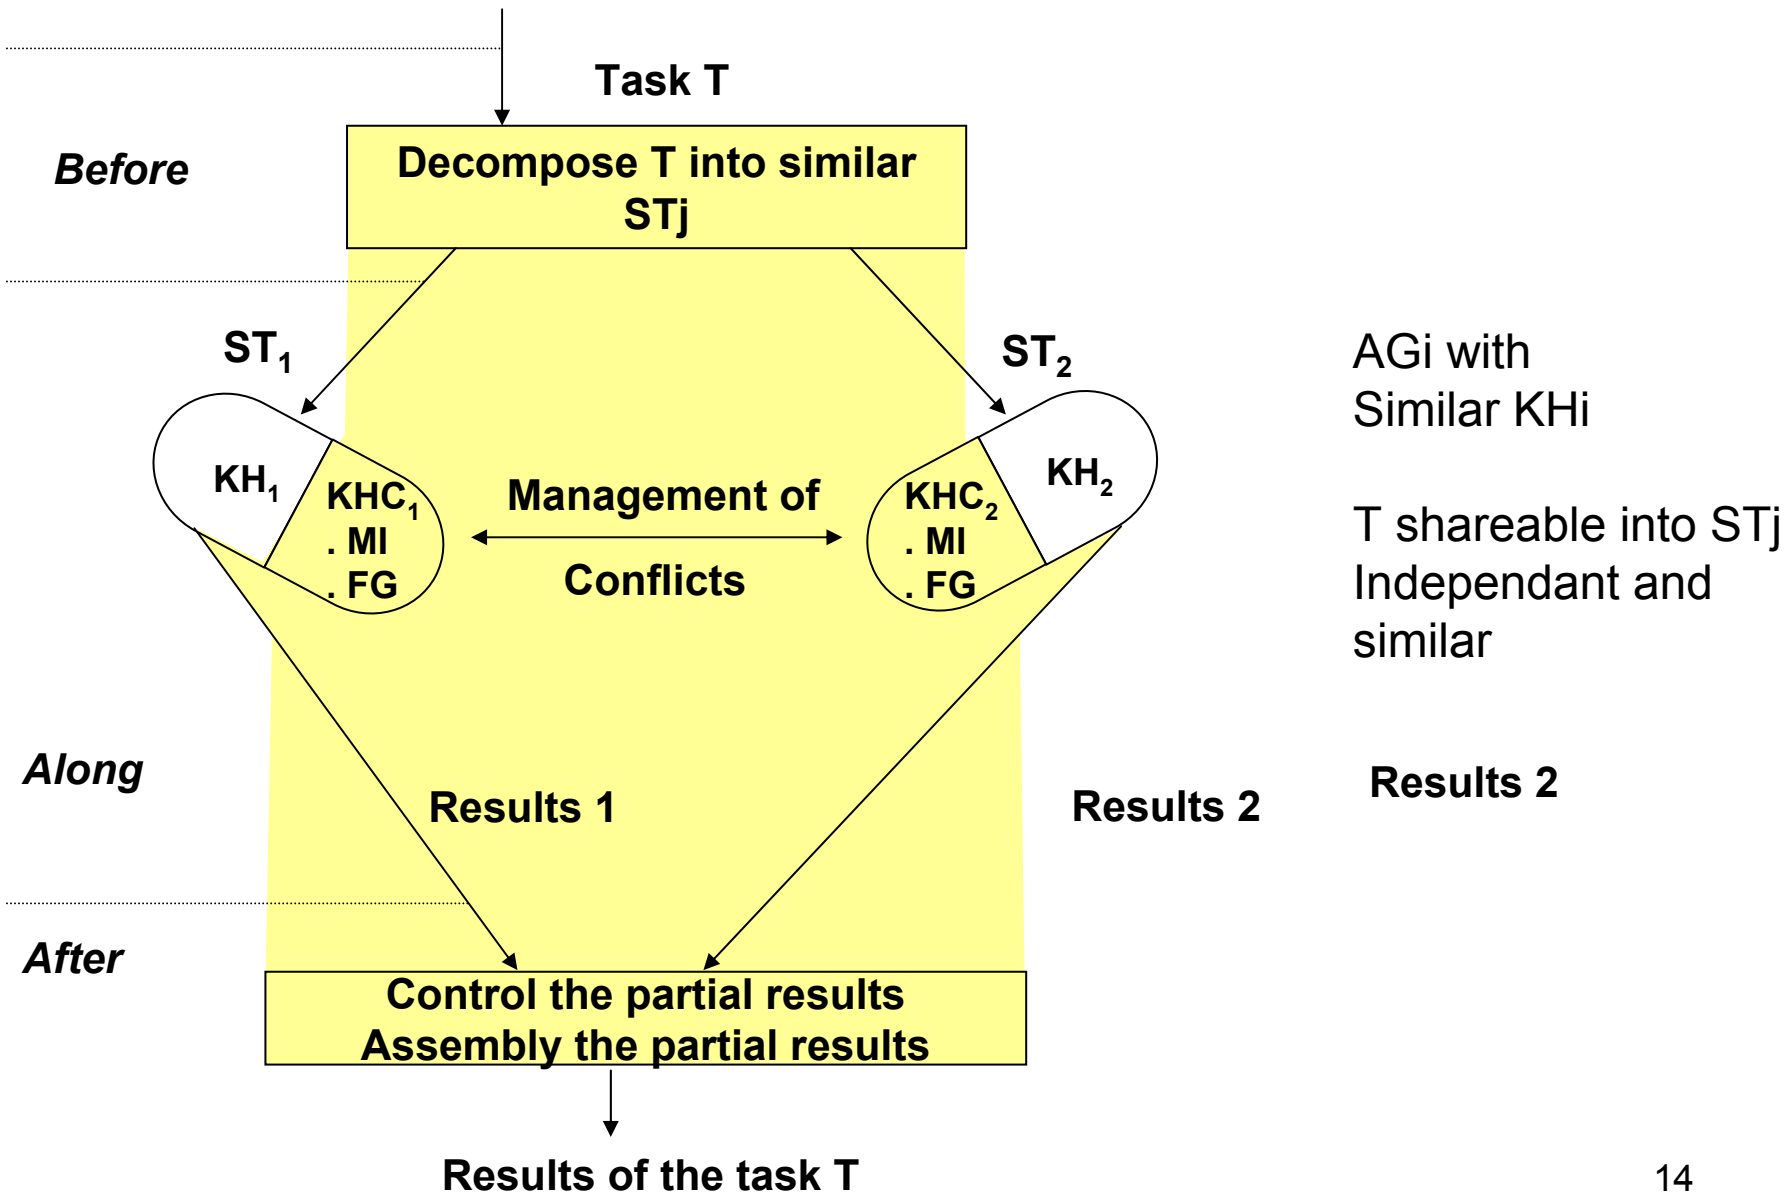 Task T
Before
Decompose T into similar
STj
ST1
ST2
AGi with
Similar KHi
KH1
KHC1
. MI
. FG
Management of
Conflicts
KHC2
. MI
. FG
KH2
T shareable into STj
Independant and
similar
Along
Results 1
Results 2
Results 2
After
Control the partial results
Assembly the partial results
Results of the task T
14